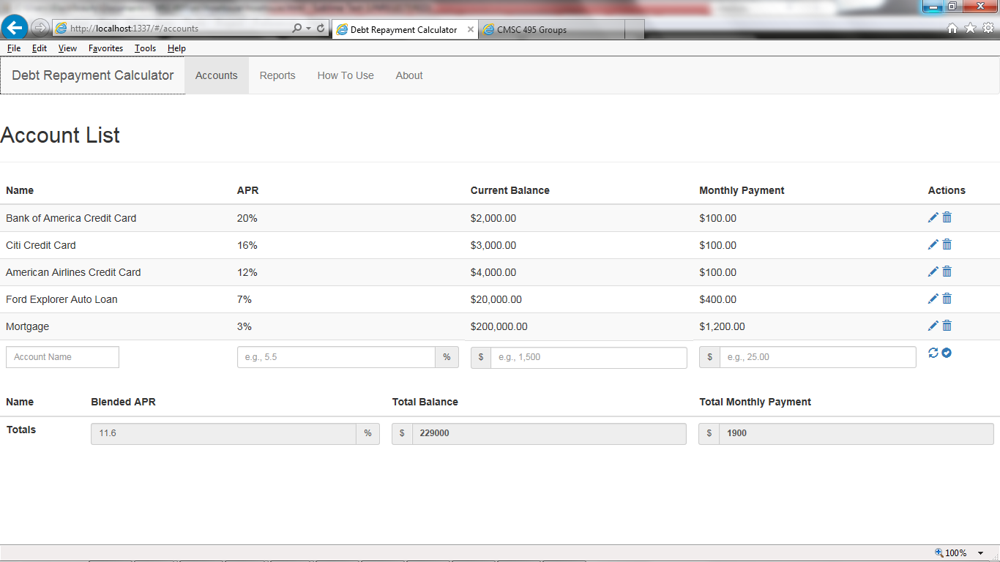 http://localhost:1337/#/accounts
Debt Repayment Calculator
CMSC 495 Groups
File Edit View Favorites Tools Help
Debt Repayment Calculator Accounts Reports How To Use About
Account List
Name APR Current Balance Monthly Payment Actions
Bank of America Credit Card 20% $2,000.00 $100.00
Citi Credit Card 16% $3,000.00 $100.00
American Airlines Credit Card 12% $4,000.00 $100.00
Ford Explorer Auto Loan 7% $20,000.00 $400.00
Mortgage 3% $200,000.00 $1,200.00
Account Name e.g., 5.5 % $ e.g., 1,500 $ e.g., 25.00
Name Blended APR Total Balance Total Monthly Payment
Totals 11.6 % $ 229000 $ 1900
100%